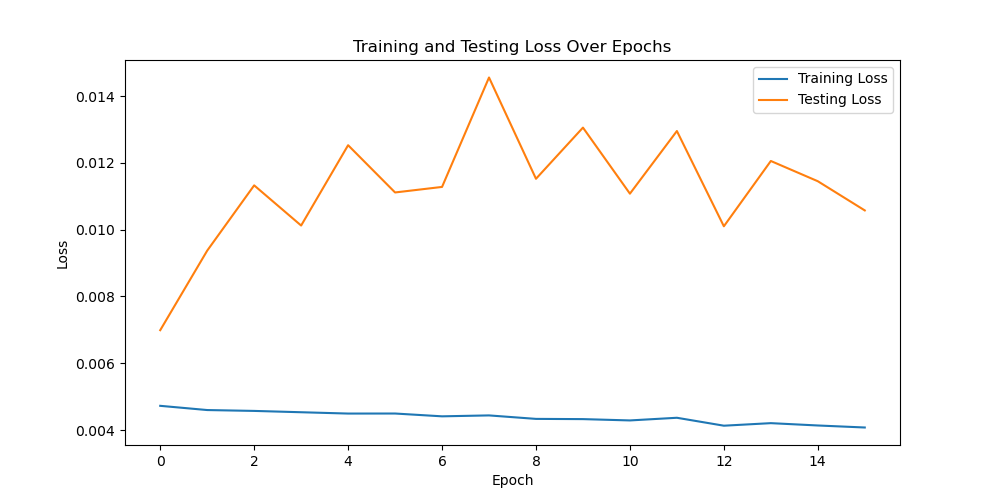 Training and Testing Loss Over Epochs
Training Loss
Testing Loss
0.014
0.012
0.010
0.008
0.006
0.004
Loss
0 2 4 6 8 10 12 14
Epoch